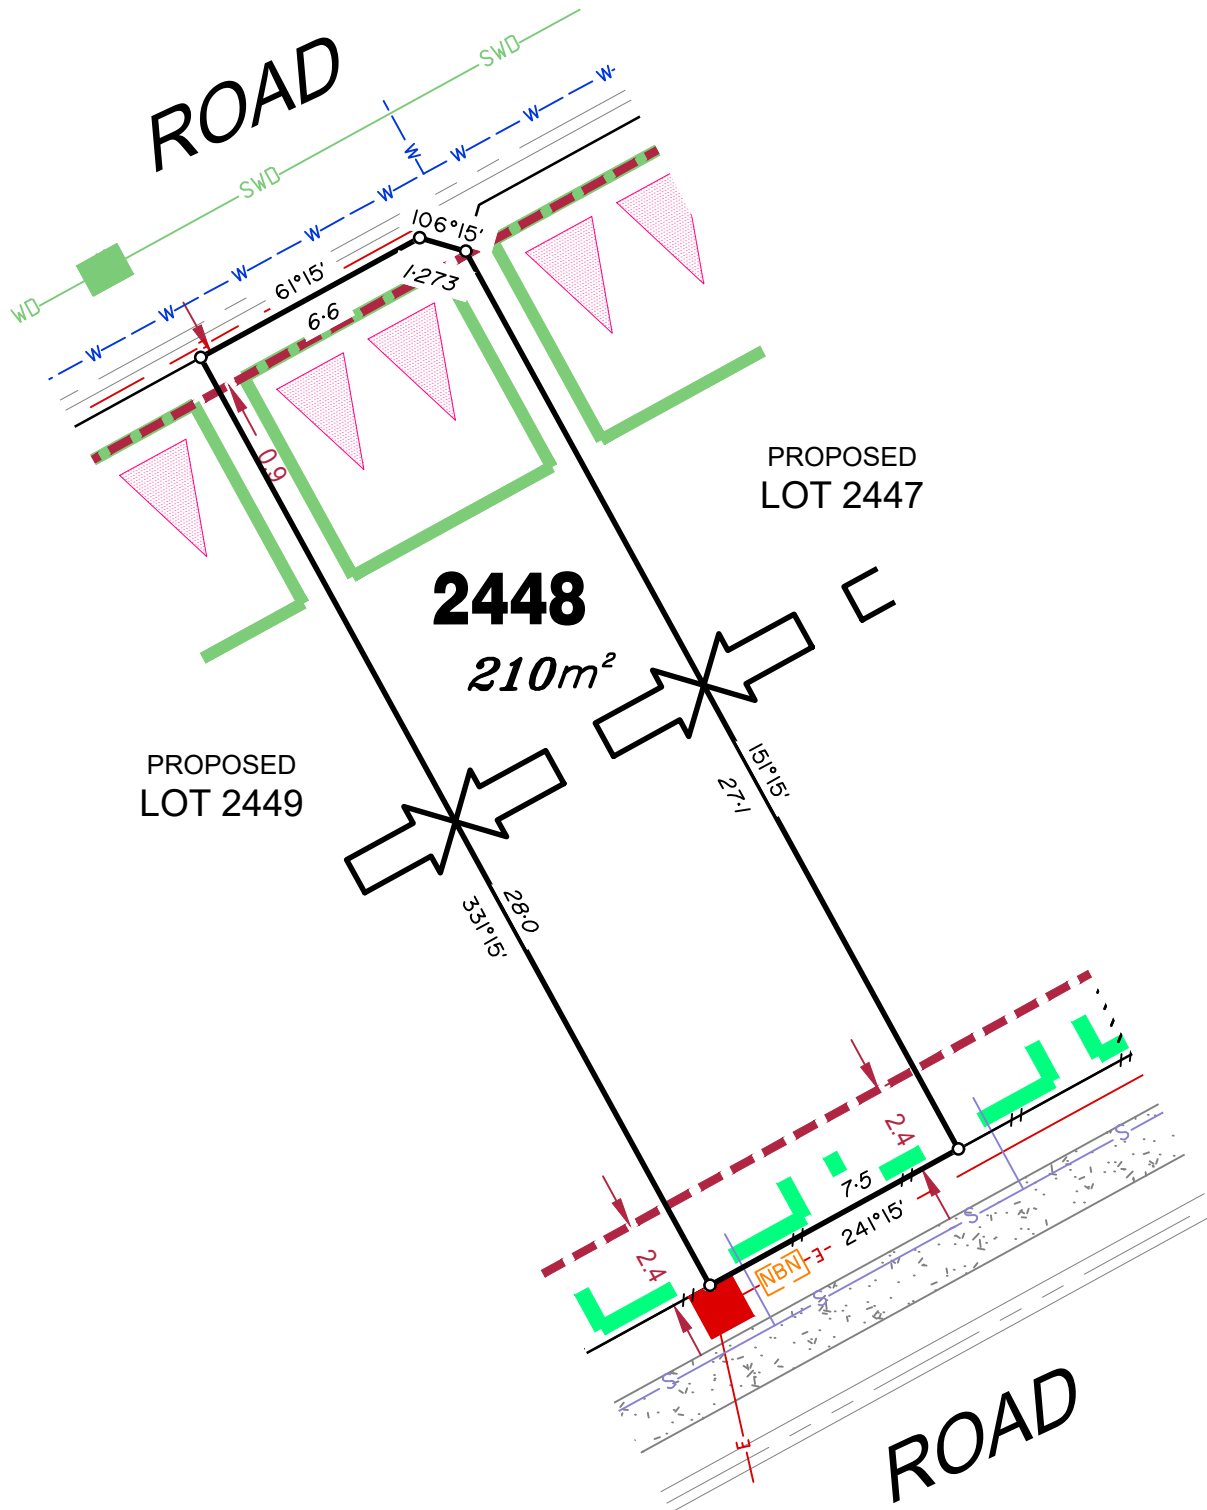 ROAD
SWD
SWD
WD
W
W
W
W
W
W
W
W
W
106°15'
61°15'
1·273
6·6
0.9
PROPOSED
LOT 2447
2448
210m²
PROPOSED
LOT 2449
151°15'
27·1
28·0
331°15'
2.4
2.4
7·5
241°15'
NBN
E
E
S
S
S
S
ROAD